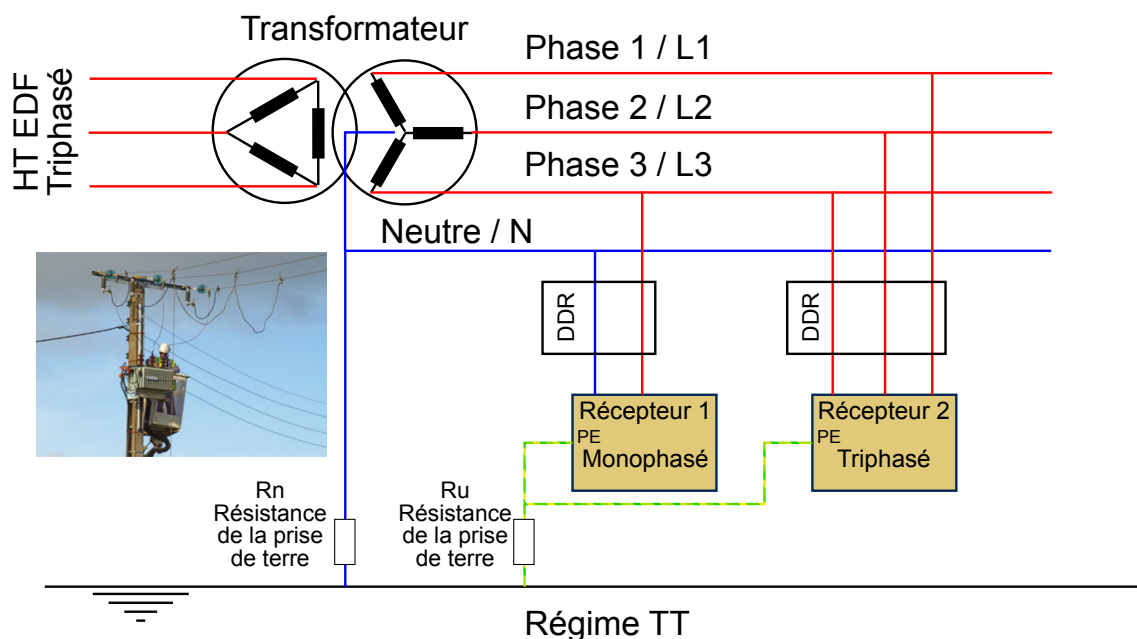 Transformateur
HT EDF
Triphasé
Phase 1 / L1
Phase 2 / L2
Phase 3 / L3
Neutre / N
DDR
DDR
Récepteur 1
PE
Monophasé
Récepteur 2
PE
Triphasé
Rn
Résistance
de la prise
de terre
Ru
Résistance
de la prise
de terre
Régime TT